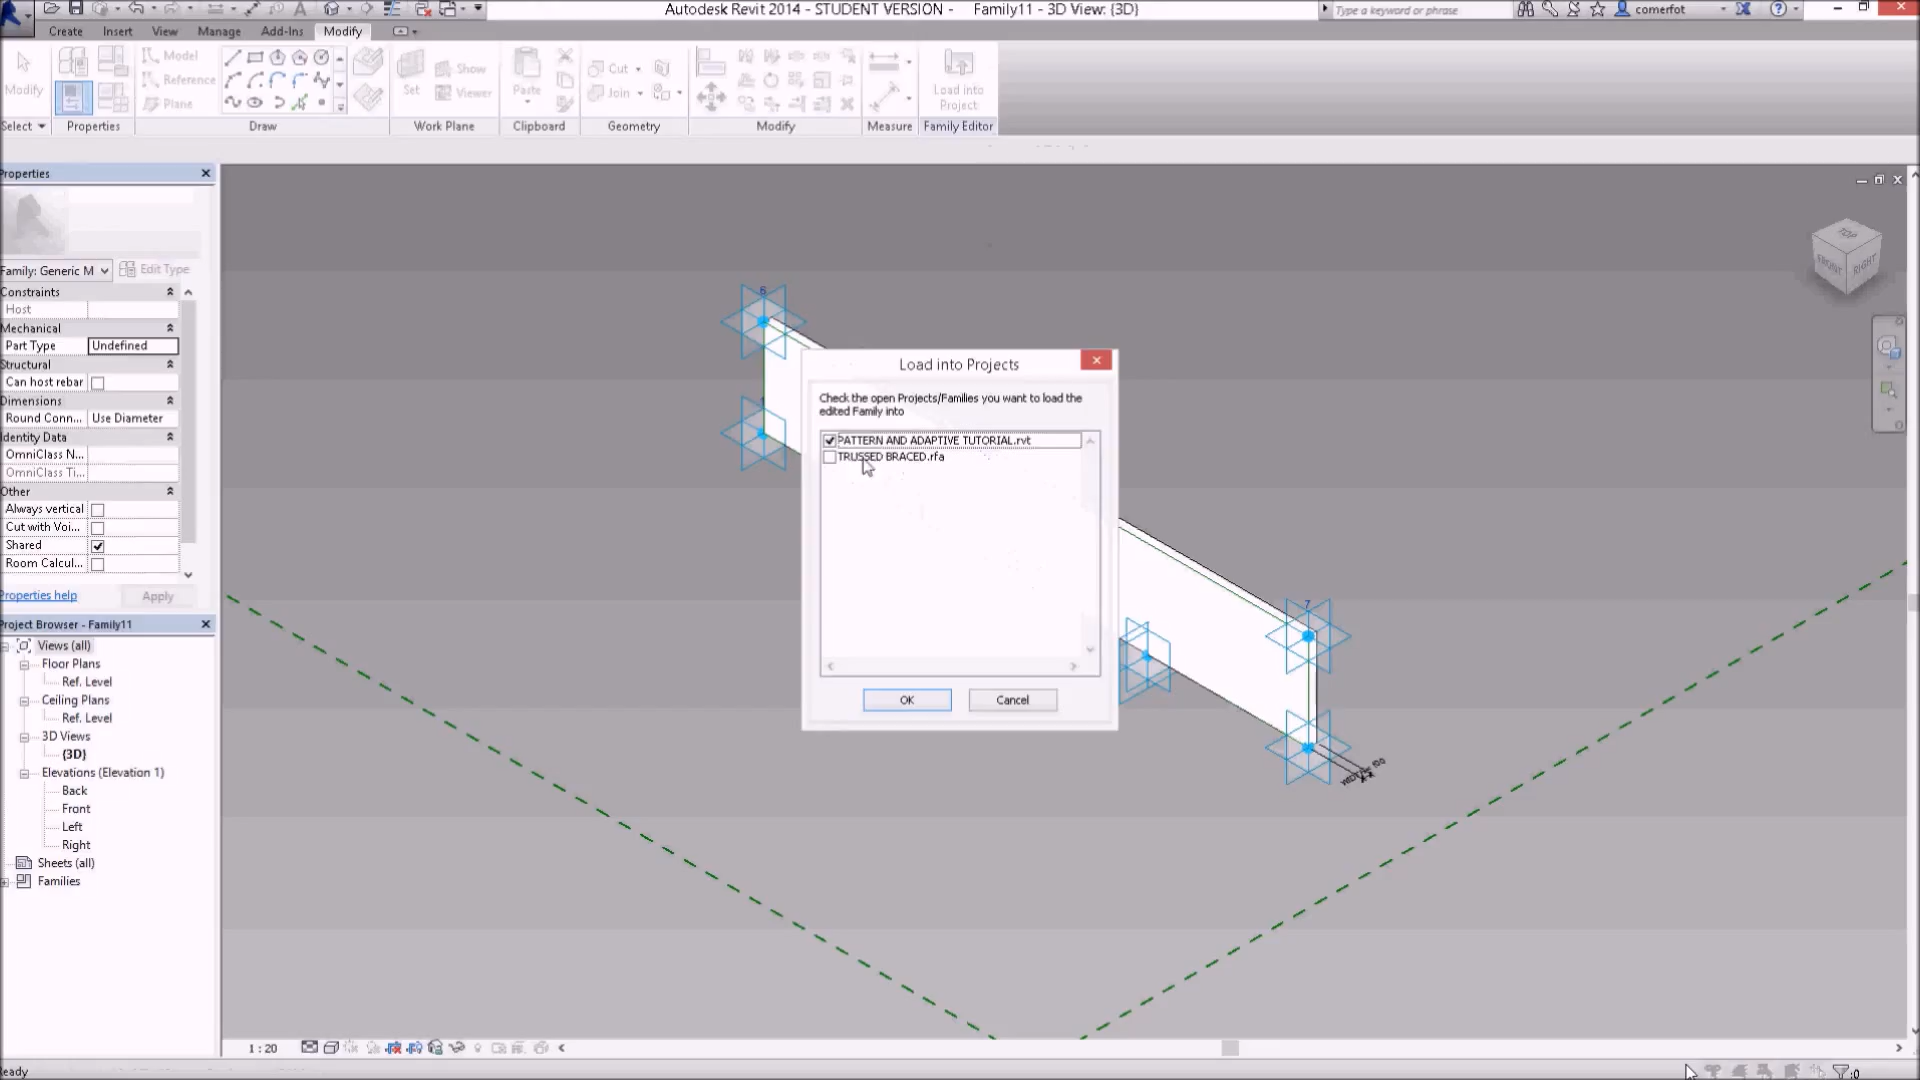 Autodesk Revit 2014 - STUDENT VERSION - Family11 - 3D View: {3D}
Type a keyword or phrase
comerfot
Create Insert View Manage Add-Ins Modify
Modify
Model
Reference
Plane
Set
Show
Viewer
Paste
Cut
Join
Load into
Project
Select Properties Draw Work Plane Clipboard Geometry Modify Measure Family Editor
Properties
Family: Generic M
Edit Type
Constraints
Host
Mechanical
Part Type Undefined
Structural
Can host rebar
Dimensions
Round Conn... Use Diameter
Identity Data
OmniClass N...
OmniClass Ti...
Other
Always vertical
Cut with Voi...
Shared
Room Calcul...
Properties help
Apply
Project Browser - Family11
Views (all)
Floor Plans
Ref. Level
Ceiling Plans
Ref. Level
3D Views
{3D}
Elevations (Elevation 1)
Back
Front
Left
Right
Sheets (all)
Families
TOP
FRONT
RIGHT
6
7
Load into Projects
Check the open Projects/Families you want to load the
edited Family into
PATTERN AND ADAPTIVE TUTORIAL.rvt
TRUSSED BRACED.rfa
OK
Cancel
1 : 20
Ready
:0